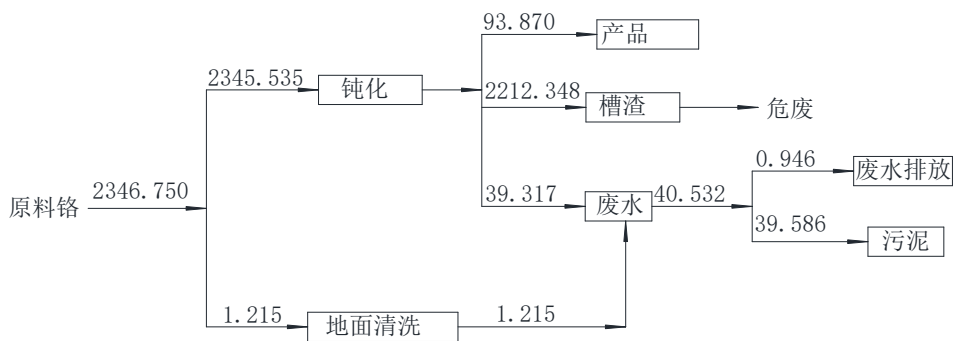 93.870
产品
2345.535
钝化
2212.348
槽渣
危废
原料铬
2346.750
39.317
废水
40.532
0.946
废水排放
39.586
污泥
1.215
地面清洗
1.215